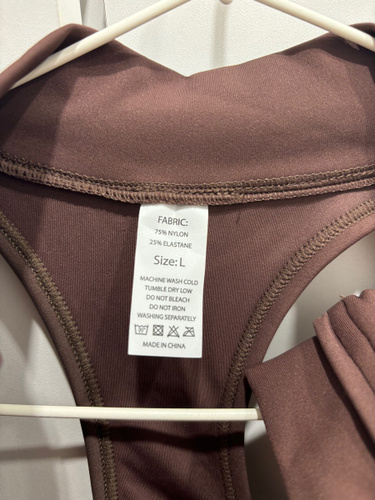 FABRIC:
75% NYLON
25% ELASTANE
Size: L
MACHINE WASH COLD
TUMBLE DRY LOW
DO NOT BLEACH
DO NOT IRON
WASHING SEPARATELY
MADE IN CHINA